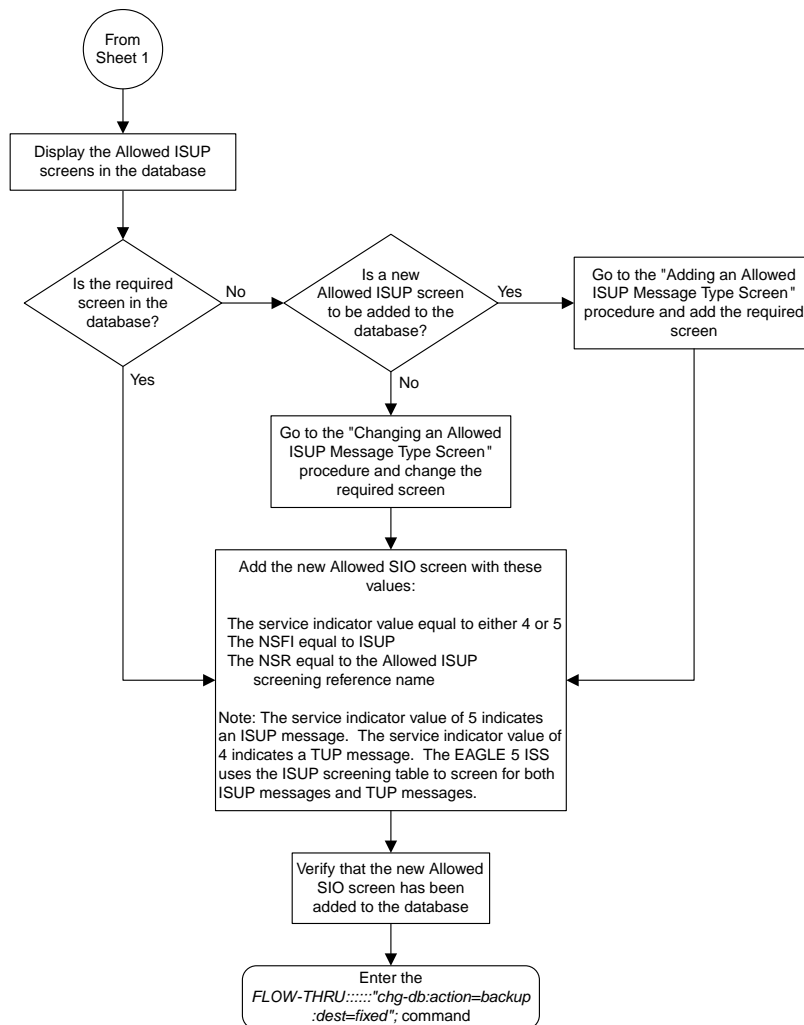 From
Sheet 1
Display the Allowed ISUP
screens in the database
Is the required
screen in the
database?
No
Yes
Is a new
Allowed ISUP screen
to be added to the
database?
Yes
No
Go to the "Adding an Allowed
ISUP Message Type Screen"
procedure and add the required
screen
Go to the "Changing an Allowed
ISUP Message Type Screen"
procedure and change the
required screen
Add the new Allowed SIO screen with these
values:
The service indicator value equal to either 4 or 5
The NSFI equal to ISUP
The NSR equal to the Allowed ISUP
screening reference name
Note: The service indicator value of 5 indicates
an ISUP message. The service indicator value of
4 indicates a TUP message. The EAGLE 5 ISS
uses the ISUP screening table to screen for both
ISUP messages and TUP messages.
Verify that the new Allowed
SIO screen has been
added to the database
Enter the
FLOW-THRU::::::"chg-db:action=backup
:dest=fixed"; command